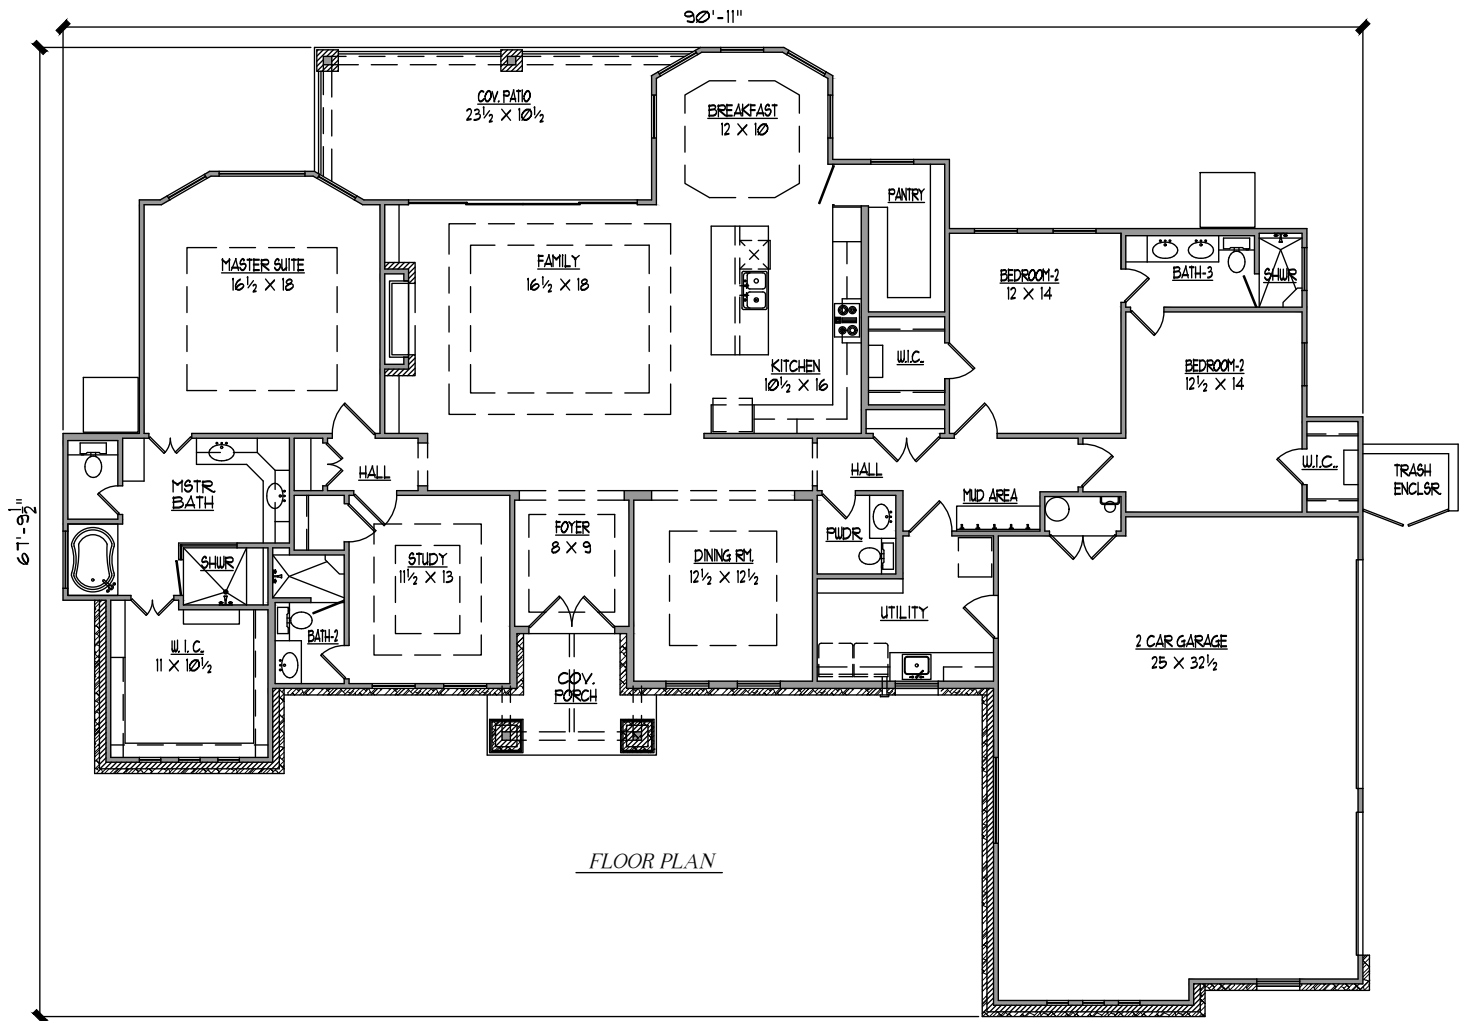 90'-11"
COV. PATIO
23½ X 10½
BREAKFAST
12 X 10
PANTRY
MASTER SUITE
16½ X 18
FAMILY
16½ X 18
BEDROOM-2
12 X 14
BATH-3
SHWR
KITCHEN
10½ X 16
W.I.C.
BEDROOM-2
12½ X 14
67'-9½"
MSTR
BATH
HALL
HALL
W.I.C.
TRASH
ENCLSR.
MUD AREA
FOYER
8 X 9
PWDR.
SHWR
STUDY
11½ X 13
DINING RM.
12½ X 12½
UTILITY
BATH-2
W. I. C.
11 X 10½
2 CAR GARAGE
25 X 32½
COV.
PORCH
FLOOR PLAN